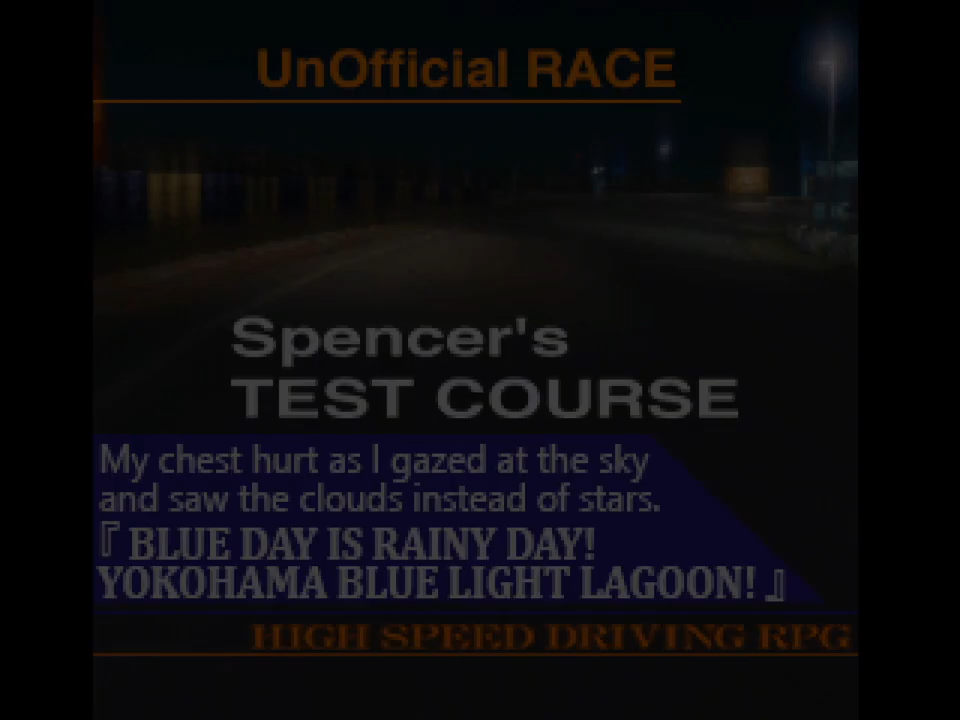 UnOfficial RACE
Spencer's
TEST COURSE
My chest hurt as I gazed at the sky
and saw the clouds instead of stars.
『 BLUE DAY IS RAINY DAY!
YOKOHAMA BLUE LIGHT LAGOON! 』
HIGH SPEED DRIVING RPG